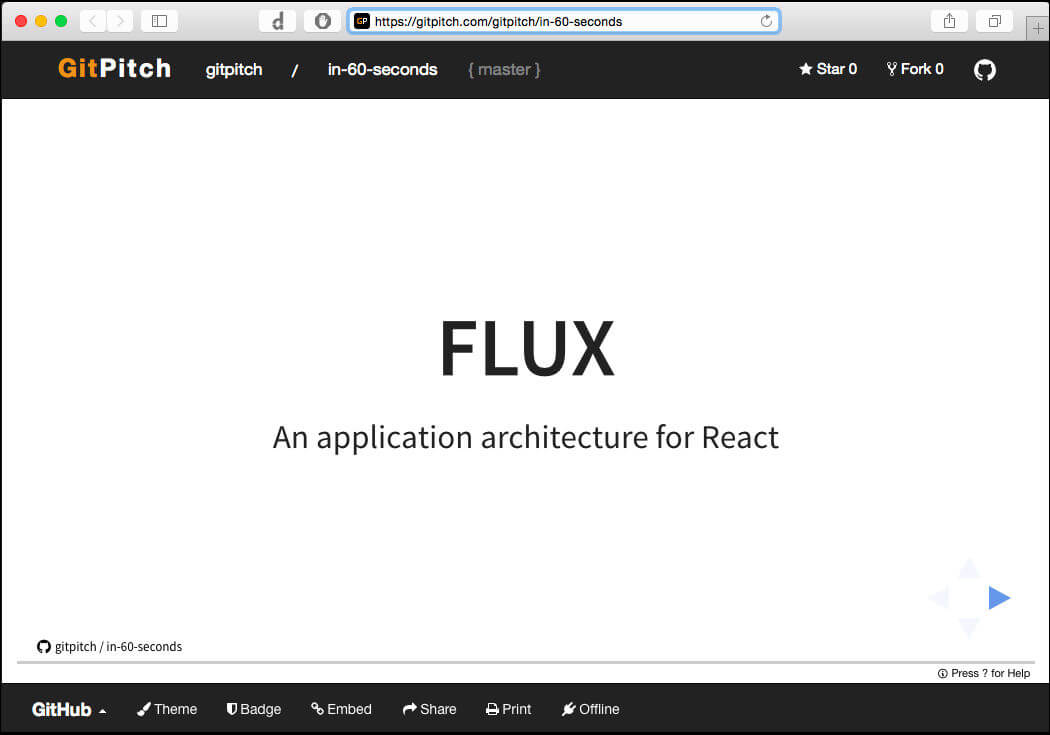 d GP https://gitpitch.com/gitpitch/in-60-seconds
GitPitch gitpitch / in-60-seconds { master } Star 0 Fork 0
FLUX
An application architecture for React
gitpitch / in-60-seconds
Press ? for Help
GitHub Theme Badge Embed Share Print Offline